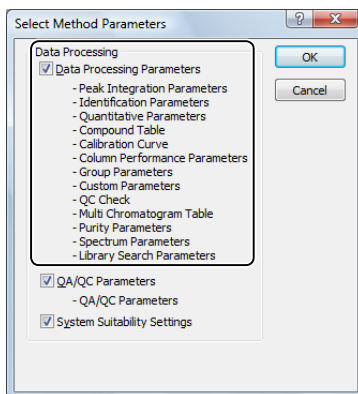 Select Method Parameters
?
X
Data Processing
Data Processing Parameters
- Peak Integration Parameters
- Identification Parameters
- Quantitative Parameters
- Compound Table
- Calibration Curve
- Column Performance Parameters
- Group Parameters
- Custom Parameters
- QC Check
- Multi Chromatogram Table
- Purity Parameters
- Spectrum Parameters
- Library Search Parameters
QA/QC Parameters
- QA/QC Parameters
System Suitability Settings
OK
Cancel